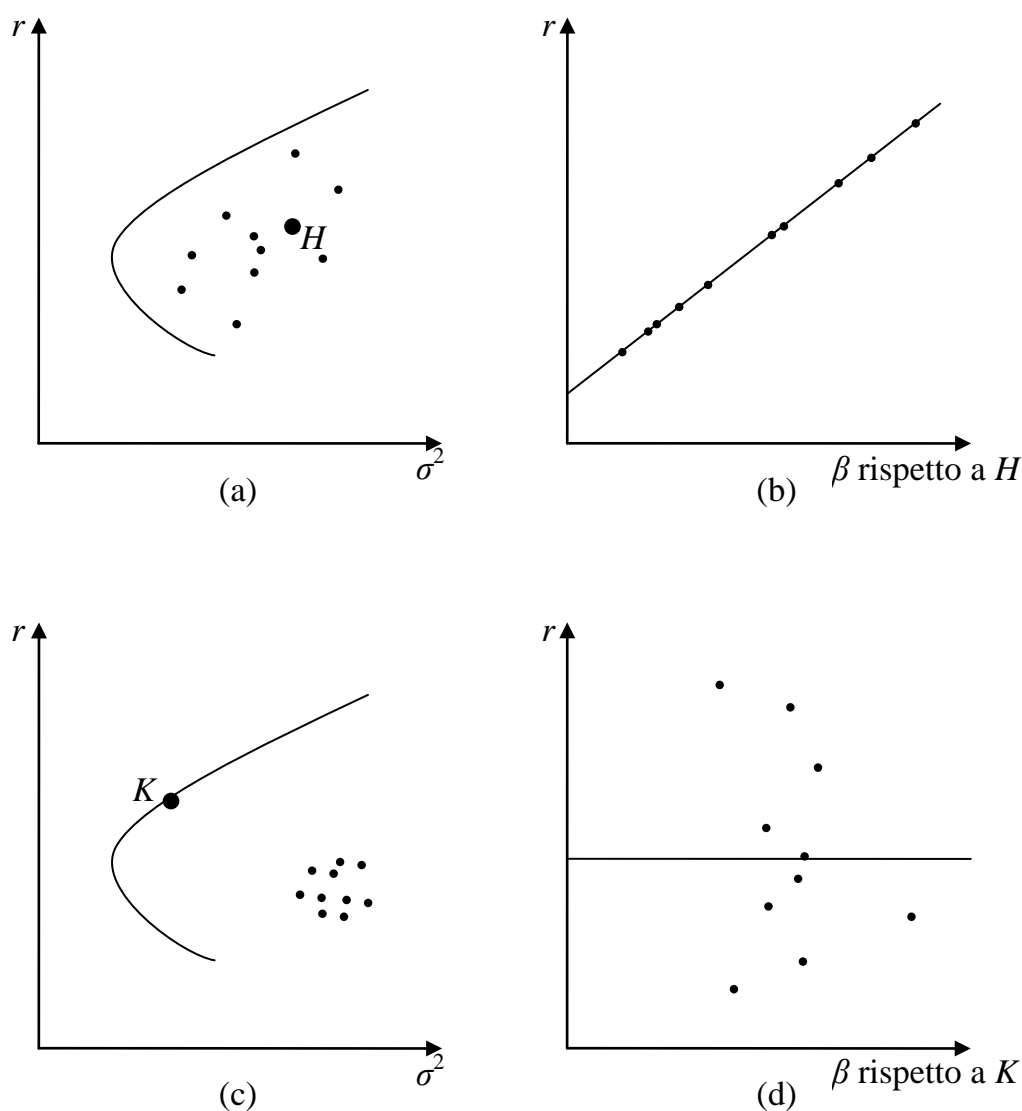 r
H
σ²
(a)
r
β rispetto a H
(b)
r
K
σ²
(c)
r
β rispetto a K
(d)